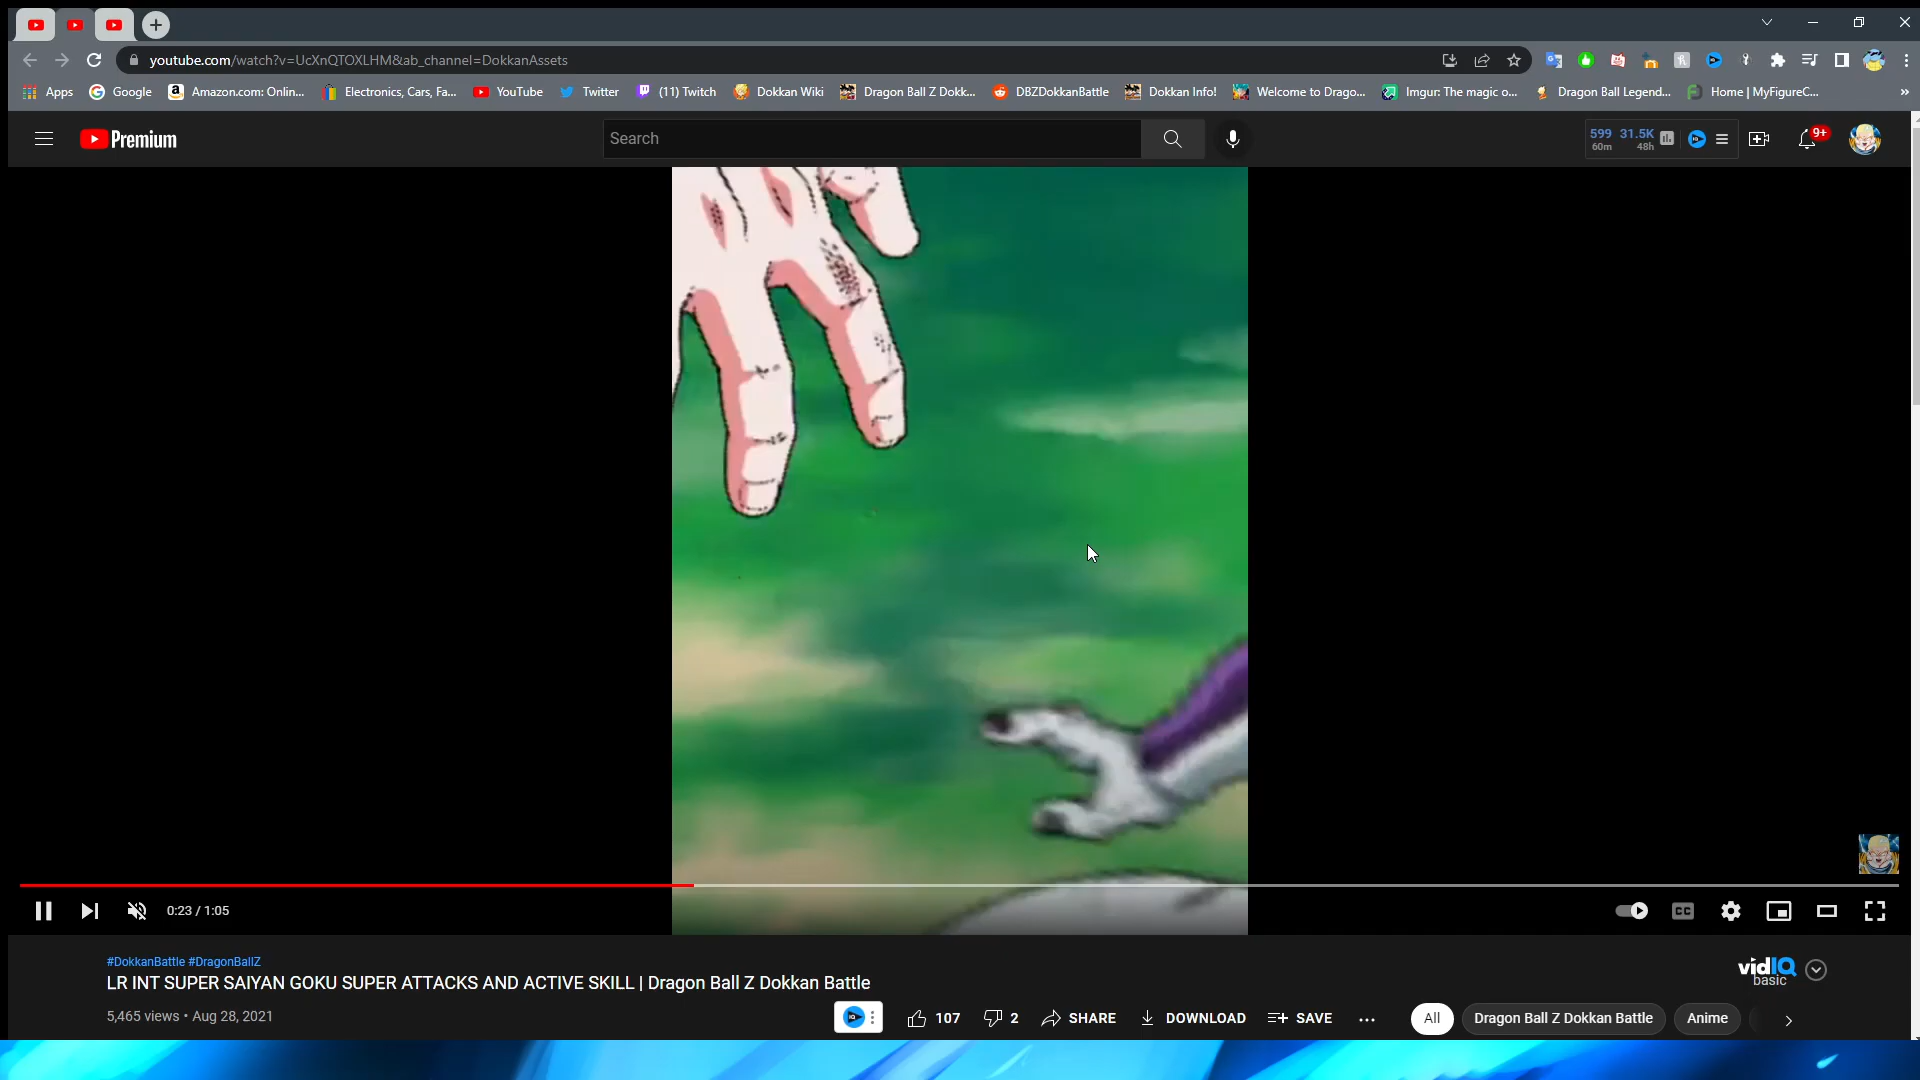 youtube.com/watch?v=UcXnQTOXLHM&ab_channel=DokkanAssets
Apps Google Amazon.com: Onlin... Electronics, Cars, Fa... YouTube Twitter (11) Twitch Dokkan Wiki Dragon Ball Z Dokk... DBZDokkanBattle Dokkan Info! Welcome to Drago... Imgur: The magic o... Dragon Ball Legend... Home | MyFigureC... »
Premium Search 599 31.5K 9+
60m 48h
0:23 / 1:05 CC
#DokkanBattle #DragonBallZ
LR INT SUPER SAIYAN GOKU SUPER ATTACKS AND ACTIVE SKILL | Dragon Ball Z Dokkan Battle
vidIQ
basic
5,465 views • Aug 28, 2021 107 2 SHARE DOWNLOAD SAVE ... All Dragon Ball Z Dokkan Battle Anime